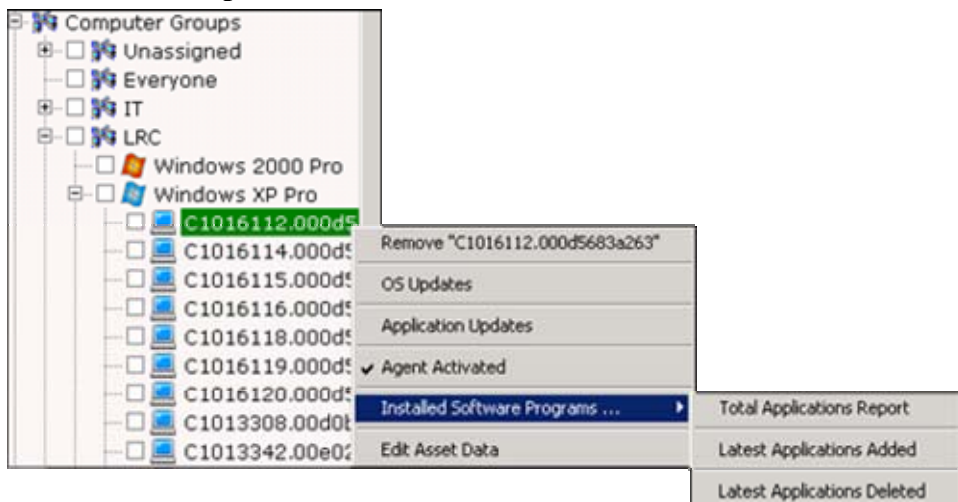 Computer Groups
Unassigned
Everyone
IT
LRC
Windows 2000 Pro
Windows XP Pro
C1016112.000d5
C1016114.000d5
C1016115.000d5
C1016116.000d5
C1016118.000d5
C1016119.000d5
C1016120.000d5
C1013308.00d0b
C1013342.00e02
Remove "C1016112.000d5683a263"
OS Updates
Application Updates
Agent Activated
Installed Software Programs ...
Edit Asset Data
Total Applications Report
Latest Applications Added
Latest Applications Deleted